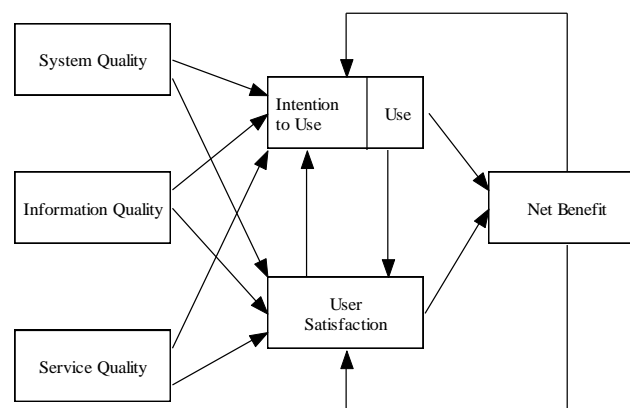 System Quality
Intention
to Use
Use
Information Quality
Net Benefit
User
Satisfaction
Service Quality